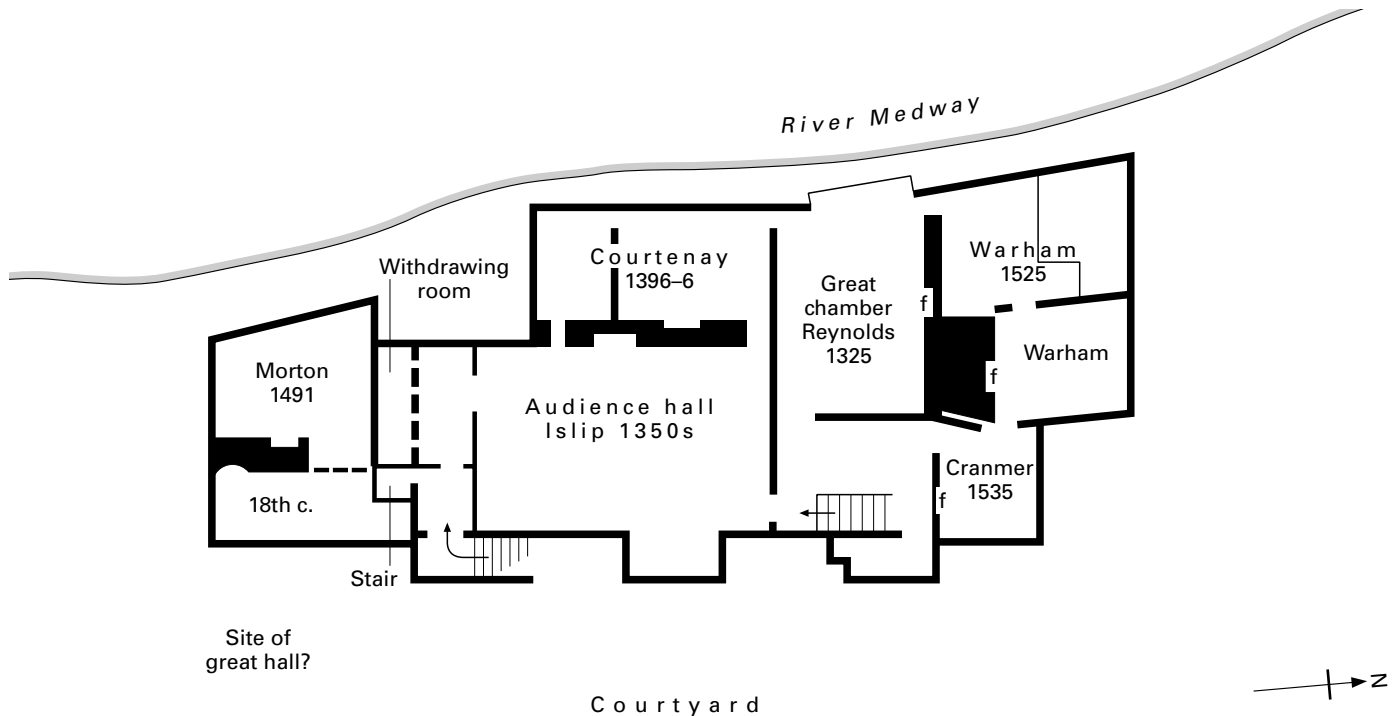 River Medway
Withdrawing
room
Courtenay
1396–6
Warham
1525
Great
chamber
Reynolds
1325
f
Morton
1491
Warham
f
Audience hall
Islip 1350s
Cranmer
1535
f
18th c.
Stair
Site of
great hall?
Courtyard
N